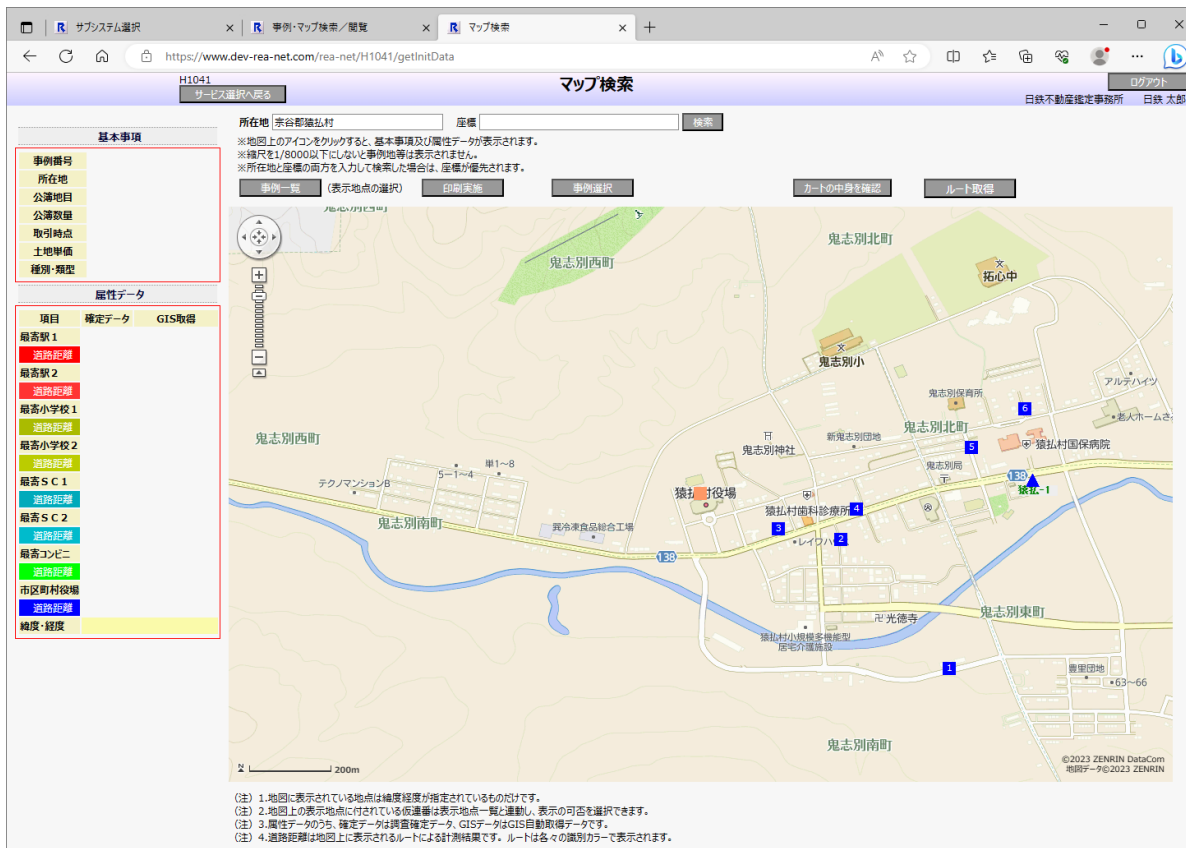 サブシステム選択
事例・マップ検索／閲覧
マップ検索
https://www.dev-rea-net.com/rea-net/H1041/getInitData
H1041
サービス選択へ戻る
マップ検索
ログアウト
日鉄不動産鑑定事務所 日鉄 太郎
所在地 宗谷郡猿払村 座標 検索
※地図上のアイコンをクリックすると、基本事項及び属性データが表示されます。
※縮尺を1/8000以下にしないと事例地等は表示されません。
※所在地と座標の両方を入力して検索した場合は、座標が優先されます。
事例一覧 (表示地点の選択) 印刷実施 事例選択 カートの中身を確認 ルート取得
基本事項
事例番号
所在地
公簿地目
公簿数量
取引時点
土地単価
種別・類型
属性データ
項目 確定データ GIS取得
最寄駅1
道路距離
最寄駅2
道路距離
最寄小学校1
道路距離
最寄小学校2
道路距離
最寄ＳＣ1
道路距離
最寄ＳＣ2
道路距離
最寄コンビニ
道路距離
市区町村役場
道路距離
緯度・経度
鬼志別西町
鬼志別北町
鬼志別西町
拓心中
鬼志別小
アルテハイツ
鬼志別保育所
6
老人ホームさ
鬼志別北町
鬼志別西町
新鬼志別団地
鬼志別神社
5
猿払村国保病院
単1～8
5－1～4
テクノマンションB
鬼志別局
138
猿払-1
猿払村役場
猿払村歯科診療所
4
鬼志別南町
巽冷凍食品総合工場
3
レイワハ
2
138
鬼志別東町
光徳寺
猿払村小規模多機能型
居宅介護施設
1
豊里団地
63～66
鬼志別南町
N 200m
©2023 ZENRIN DataCom
地図データ©2023 ZENRIN
(注) 1.地図に表示されている地点は緯度経度が指定されているものだけです。
(注) 2.地図上の表示地点に付されている仮連番は表示地点一覧と連動し、表示の可否を選択できます。
(注) 3.属性データのうち、確定データは調査確定データ、GISデータはGIS自動取得データです。
(注) 4.道路距離は地図上に表示されるルートによる計測結果です。ルートは各々の識別カラーで表示されます。